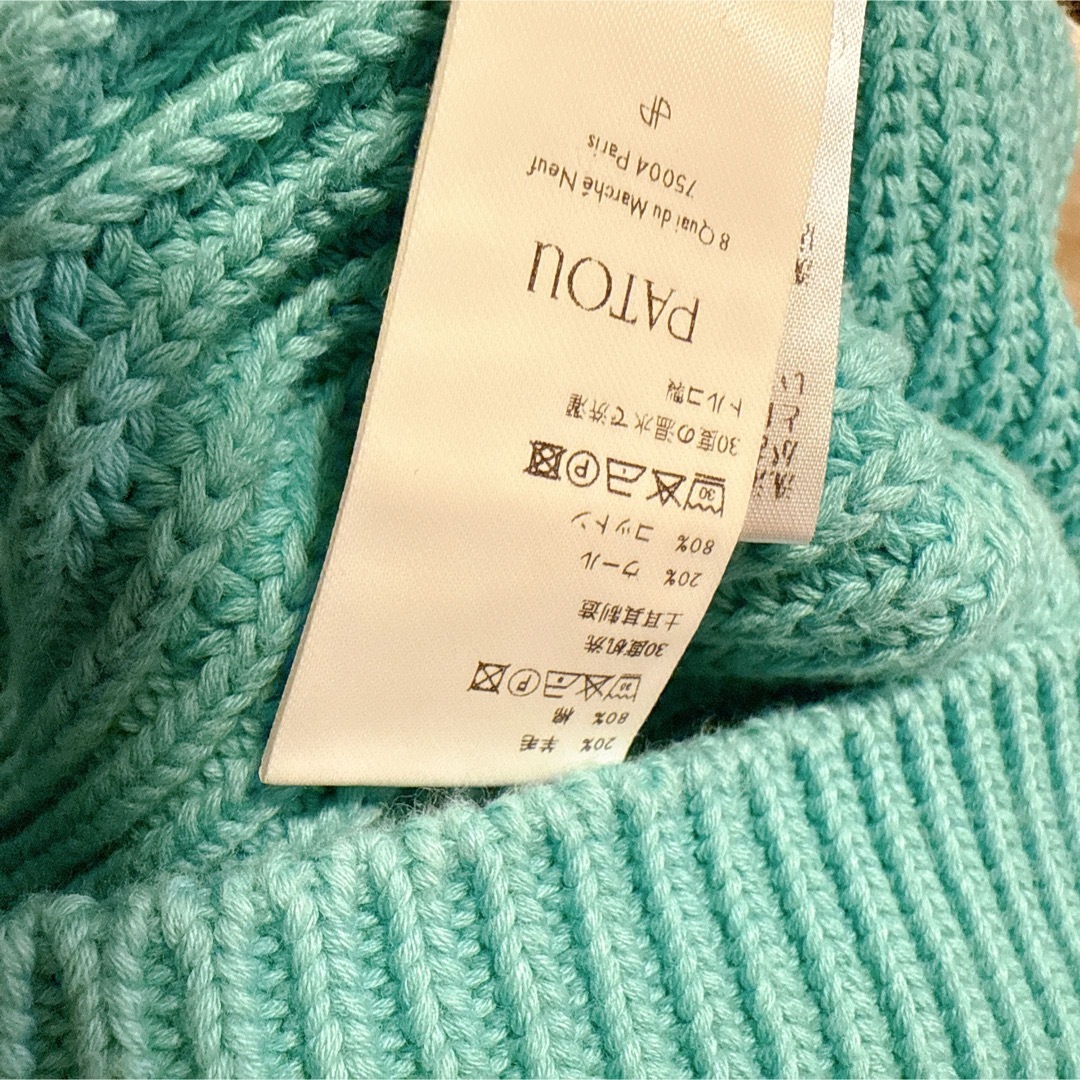 20% 羊毛
80% 棉
30 P
30度机洗
土耳其制造
20% ウール
80% コットン
30 P
30度の温水で洗濯
トルコ製
PATOU
8 Quai du Marché Neuf
75004 Paris